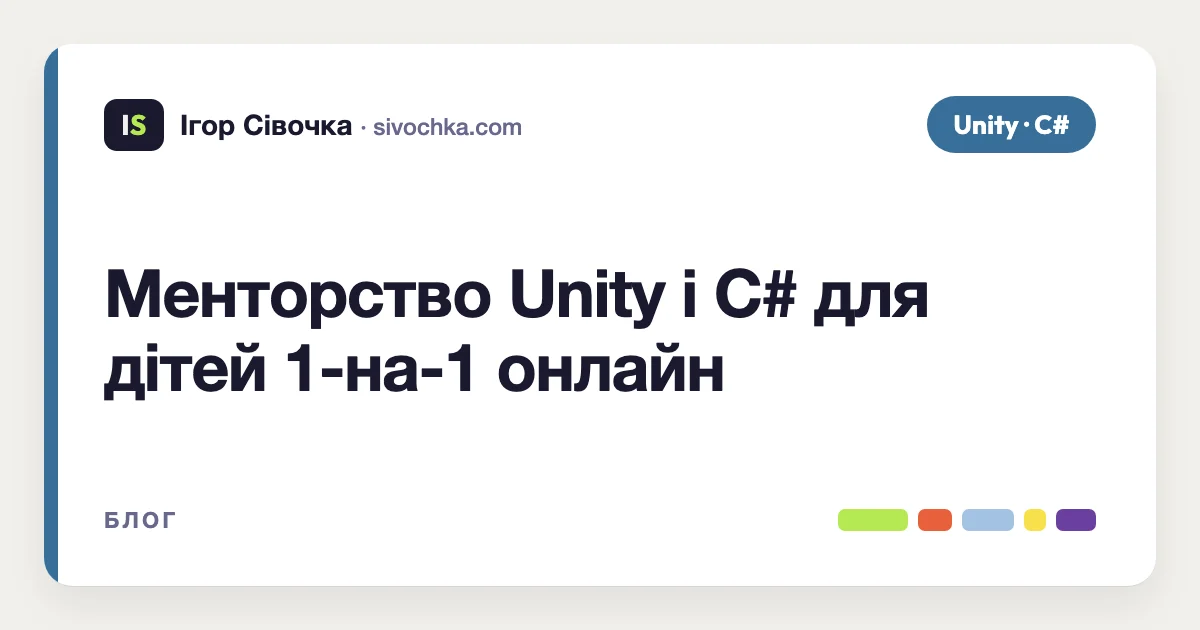 IS Ігор Сівочка · sivochka.com
Unity · C#
Менторство Unity і C# для
дітей 1-на-1 онлайн
БЛОГ